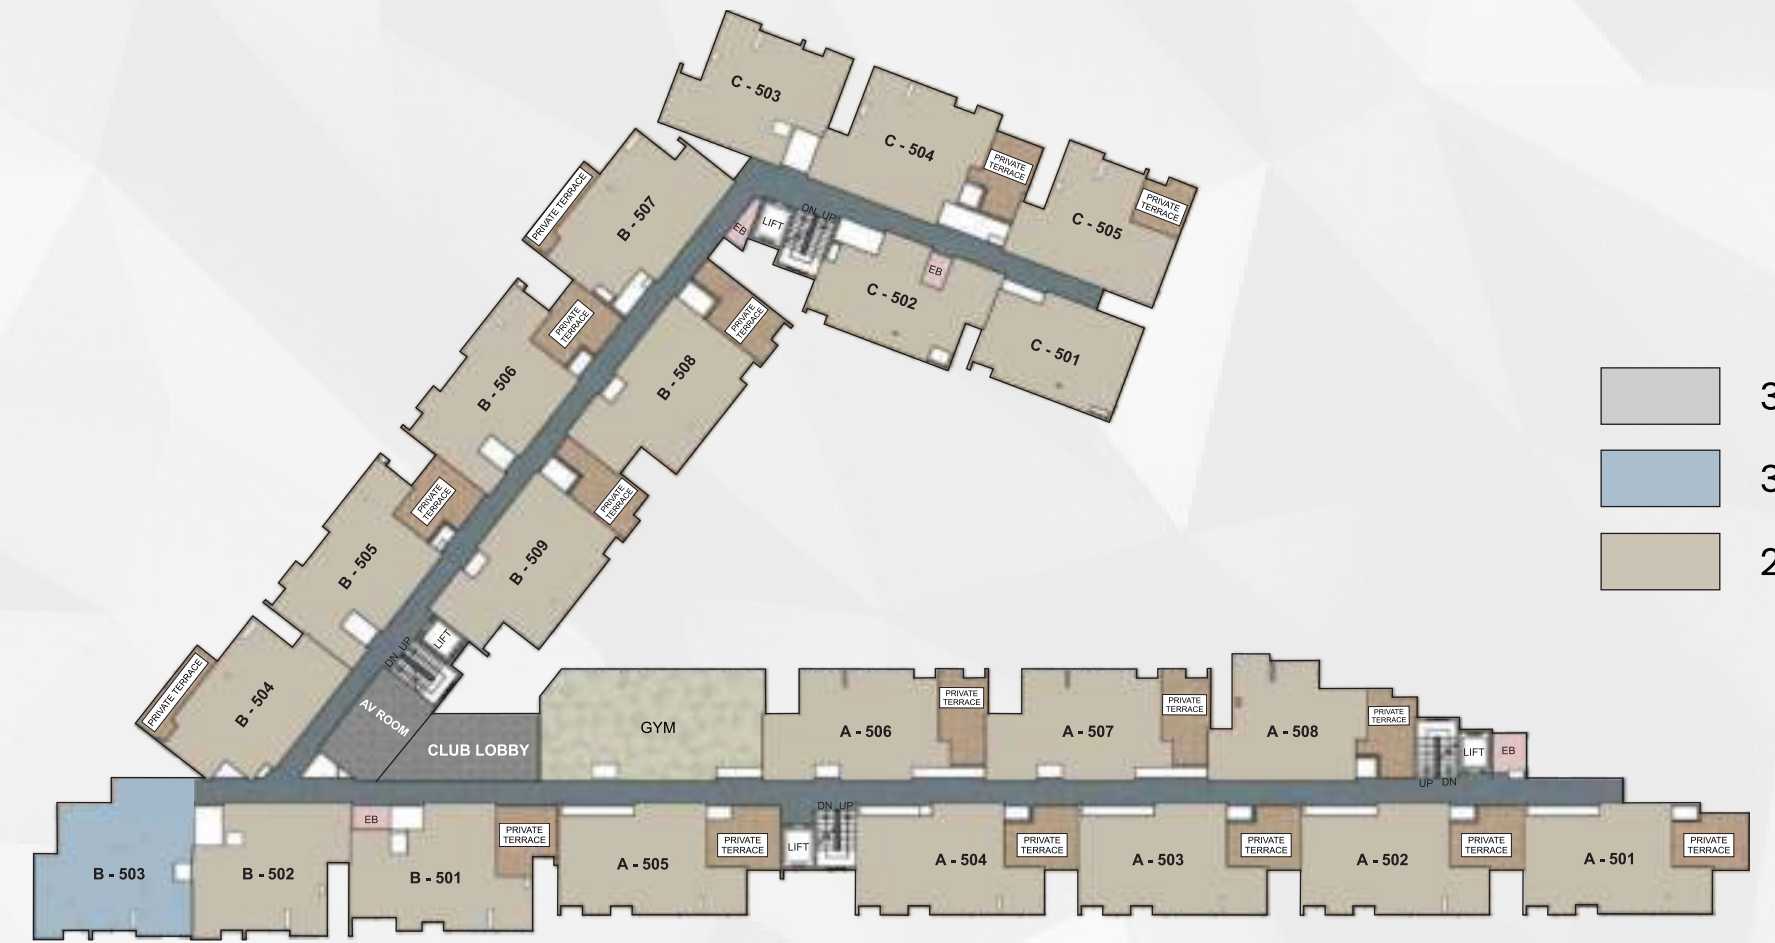 C - 503
C - 504
PRIVATE
TERRACE
C - 505
PRIVATE
TERRACE
B - 507
PRIVATE TERRACE
EB
LIFT
DN UP
C - 502
EB
C - 501
B - 506
PRIVATE
TERRACE
B - 508
PRIVATE
TERRACE
B - 505
PRIVATE
TERRACE
B - 509
PRIVATE
TERRACE
3
3
2
B - 504
PRIVATE TERRACE
DN UP
LIFT
AV ROOM
CLUB LOBBY
GYM
A - 506
PRIVATE
TERRACE
A - 507
PRIVATE
TERRACE
A - 508
PRIVATE
TERRACE
UP DN
LIFT
EB
B - 503
B - 502
EB
B - 501
PRIVATE
TERRACE
A - 505
PRIVATE
TERRACE
DN UP
LIFT
A - 504
PRIVATE
TERRACE
A - 503
PRIVATE
TERRACE
A - 502
PRIVATE
TERRACE
A - 501
PRIVATE
TERRACE